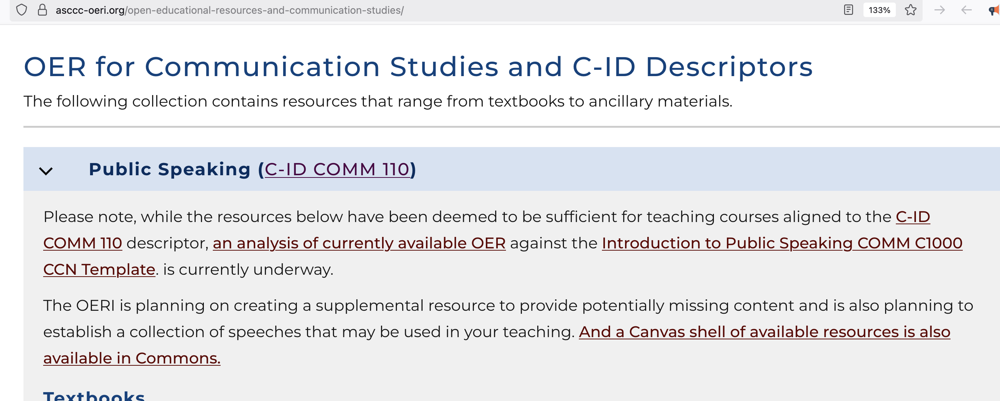 asccc-oeri.org/open-educational-resources-and-communication-studies/
133%
OER for Communication Studies and C-ID Descriptors
The following collection contains resources that range from textbooks to ancillary materials.
Public Speaking (C-ID COMM 110)
Please note, while the resources below have been deemed to be sufficient for teaching courses aligned to the C-ID
COMM 110 descriptor, an analysis of currently available OER against the Introduction to Public Speaking COMM C1000
CCN Template. is currently underway.
The OERI is planning on creating a supplemental resource to provide potentially missing content and is also planning to
establish a collection of speeches that may be used in your teaching. And a Canvas shell of available resources is also
available in Commons.
Textbooks